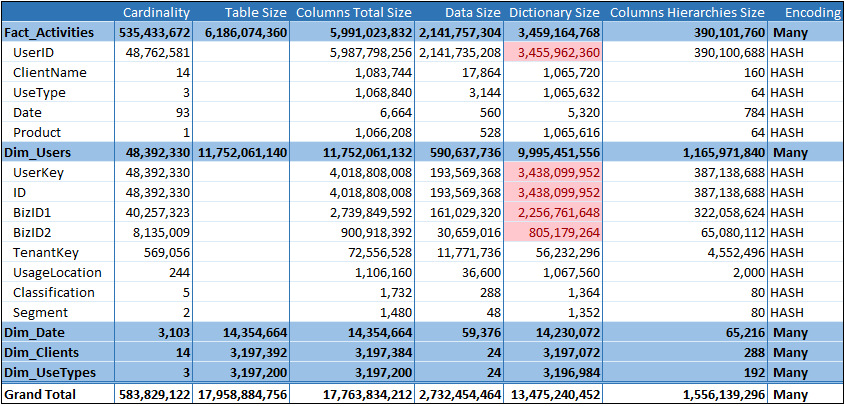 Cardinality Table Size Columns Total Size Data Size Dictionary Size Columns Hierarchies Size Encoding
Fact_Activities 535,433,672 6,186,074,360 5,991,023,832 2,141,757,304 3,459,164,768 390,101,760 Many
UserID 48,762,581 5,987,798,256 2,141,735,208 3,455,962,360 390,100,688 HASH
ClientName 14 1,083,744 17,864 1,065,720 160 HASH
UseType 3 1,068,840 3,144 1,065,632 64 HASH
Date 93 6,664 560 5,320 784 HASH
Product 1 1,066,208 528 1,065,616 64 HASH
Dim_Users 48,392,330 11,752,061,140 11,752,061,132 590,637,736 9,995,451,556 1,165,971,840 Many
UserKey 48,392,330 4,018,808,008 193,569,368 3,438,099,952 387,138,688 HASH
ID 48,392,330 4,018,808,008 193,569,368 3,438,099,952 387,138,688 HASH
BizID1 40,257,323 2,739,849,592 161,029,320 2,256,761,648 322,058,624 HASH
BizID2 8,135,009 900,918,392 30,659,016 805,179,264 65,080,112 HASH
TenantKey 569,056 72,556,528 11,771,736 56,232,296 4,552,496 HASH
UsageLocation 244 1,106,160 36,600 1,067,560 2,000 HASH
Classification 5 1,732 288 1,364 80 HASH
Segment 2 1,480 48 1,352 80 HASH
Dim_Date 3,103 14,354,664 14,354,664 59,376 14,230,072 65,216 Many
Dim_Clients 14 3,197,392 3,197,384 24 3,197,072 288 Many
Dim_UseTypes 3 3,197,200 3,197,200 24 3,196,984 192 Many
Grand Total 583,829,122 17,958,884,756 17,763,834,212 2,732,454,464 13,475,240,452 1,556,139,296 Many